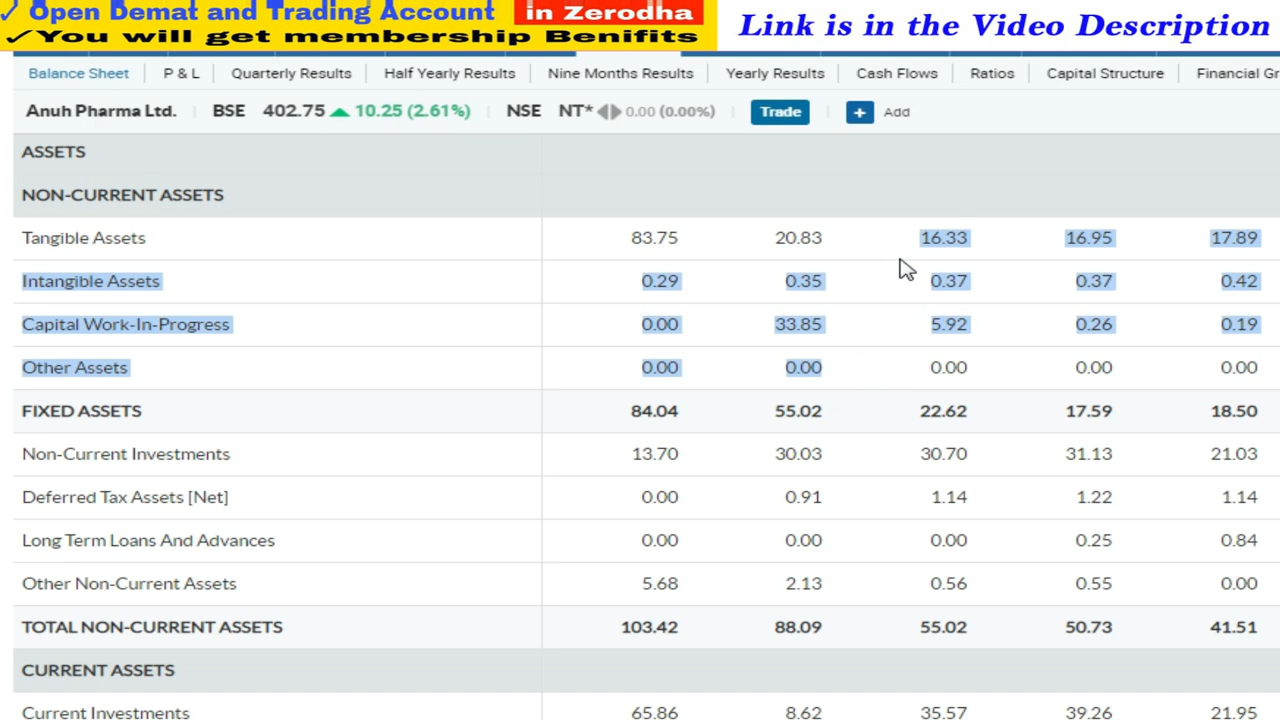 ✓ Open Demat and Trading Account in Zerodha
✓You will get membership Benifits
Link is in the Video Description
Balance Sheet P & L Quarterly Results Half Yearly Results Nine Months Results Yearly Results Cash Flows Ratios Capital Structure Financial Gr
Anuh Pharma Ltd. BSE 402.75 10.25 (2.61%) NSE NT* 0.00 (0.00%) Trade + Add
ASSETS
NON-CURRENT ASSETS
Tangible Assets 83.75 20.83 16.33 16.95 17.89
Intangible Assets 0.29 0.35 0.37 0.37 0.42
Capital Work-In-Progress 0.00 33.85 5.92 0.26 0.19
Other Assets 0.00 0.00 0.00 0.00 0.00
FIXED ASSETS 84.04 55.02 22.62 17.59 18.50
Non-Current Investments 13.70 30.03 30.70 31.13 21.03
Deferred Tax Assets [Net] 0.00 0.91 1.14 1.22 1.14
Long Term Loans And Advances 0.00 0.00 0.00 0.25 0.84
Other Non-Current Assets 5.68 2.13 0.56 0.55 0.00
TOTAL NON-CURRENT ASSETS 103.42 88.09 55.02 50.73 41.51
CURRENT ASSETS
Current Investments 65.86 8.62 35.57 39.26 21.95